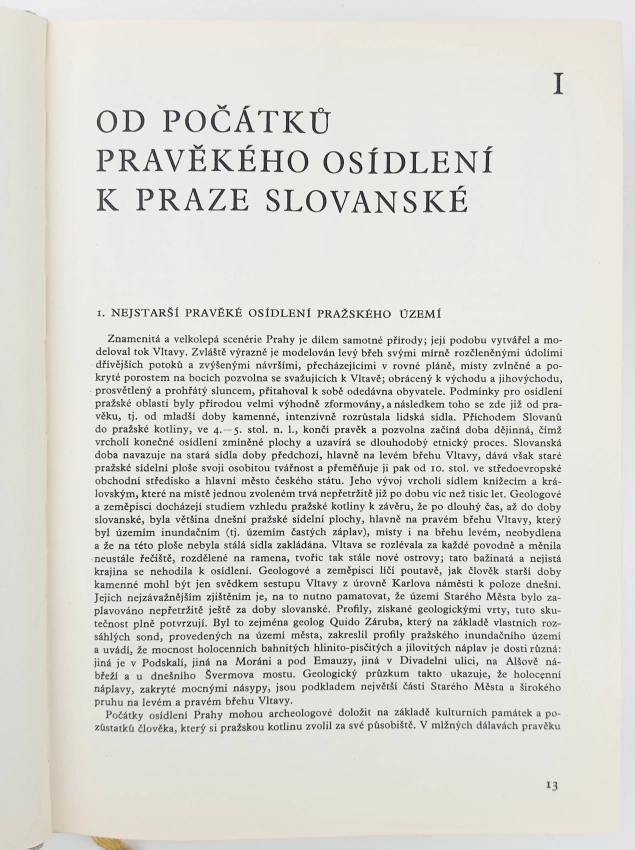 I
OD POČÁTKŮ
PRAVĚKÉHO OSÍDLENÍ
K PRAZE SLOVANSKÉ
1. NEJSTARŠÍ PRAVĚKÉ OSÍDLENÍ PRAŽSKÉHO ÚZEMÍ
Znamenitá a velkolepá scenérie Prahy je dílem samotné přírody; její podobu vytvářel a mo-
deloval tok Vltavy. Zvláště výrazně je modelován levý břeh svými mírně rozčleněnými údolími
dřívějších potoků a zvýšenými návršími, přecházejícími v rovné pláně, místy zvlněné a po-
kryté porostem na bocích pozvolna se svažujících k Vltavě; obrácený k východu a jihovýchodu,
prosvětlený a prohřátý sluncem, přitahoval k sobě odedávna obyvatele. Podmínky pro osídlení
pražské oblasti byly přírodou velmi výhodně zformovány, a následkem toho se zde již od pra-
věku, tj. od mladší doby kamenné, intenzivně rozrůstala lidská sídla. Příchodem Slovanů
do pražské kotliny, ve 4.–5. stol. n. l., končí pravěk a pozvolna začíná doba dějinná, čímž
vrcholí konečné osídlení zmíněné plochy a uzavírá se dlouhodobý etnický proces. Slovanská
doba navazuje na stará sídla doby předchozí, hlavně na levém břehu Vltavy, dává však staré
pražské sídelní ploše svoji osobitou tvářnost a přeměňuje ji pak od 10. stol. ve středoevropské
obchodní středisko a hlavní město českého státu. Jeho vývoj vrcholí sídlem knížecím a krá-
lovským, které na místě jednou zvoleném trvá nepřetržitě již po dobu víc než tisíc let. Geologové
a zeměpisci docházejí studiem vzhledu pražské kotliny k závěru, že po dlouhý čas, až do doby
slovanské, byla většina dnešní pražské sídelní plochy, hlavně na pravém břehu Vltavy, který
byl územím inundačním (tj. územím častých záplav), místy i na břehu levém, neobydlena
a že na této ploše nebyla stálá sídla zakládána. Vltava se rozlévala za každé povodně a měnila
neustále řečiště, rozdělené na ramena, tvoříc tak stále nové ostrovy; tato bažinatá a nejistá
krajina se nehodila k osídlení. Geologové a zeměpisci líčí poutavě, jak člověk starší doby
kamenné mohl být jen svědkem sestupu Vltavy z úrovně Karlova náměstí k poloze dnešní.
Jejich nejzávažnějším zjištěním je, na to nutno pamatovat, že území Starého Města bylo za-
plavováno nepřetržitě ještě za doby slovanské. Profily, získané geologickými vrty, tuto sku-
tečnost plně potvrzují. Byl to zejména geolog Quido Záruba, který na základě vlastních roz-
sáhlých sond, provedených na území města, zakreslil profily pražského inundačního území
a uvádí, že mocnost holocenních bahnitých hlinito-písčitých a jílovitých náplav je dosti různá:
jiná je v Podskalí, jiná na Moráni a pod Emauzy, jiná v Divadelní ulici, na Alšově ná-
břeží a u dnešního Švermova mostu. Geologický průzkum takto ukazuje, že holocenní
náplavy, zakryté mocnými násypy, jsou podkladem největší části Starého Města a širokého
pruhu na levém a pravém břehu Vltavy.
Počátky osídlení Prahy mohou archeologové doložit na základě kulturních památek a po-
zůstatků člověka, který si pražskou kotlinu zvolil za své působiště. V mlžných dálavách pravěku
13